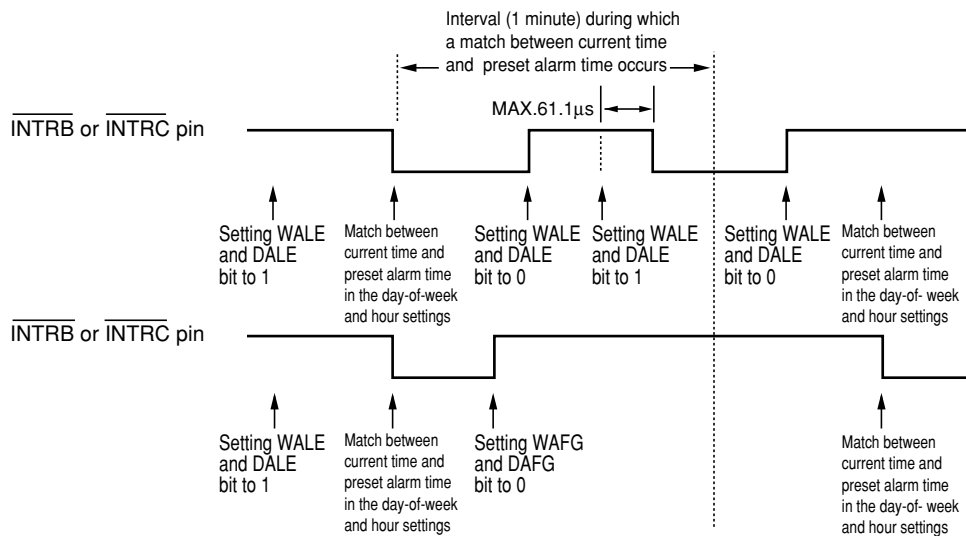 Interval (1 minute) during which
a match between current time
and preset alarm time occurs
MAX.61.1μs
INTRB or INTRC pin
Setting WALE
and DALE
bit to 1
Match between
current time and
preset alarm time
in the day-of-week
and hour settings
Setting WALE
and DALE
bit to 0
Setting WALE
and DALE
bit to 1
Setting WALE
and DALE
bit to 0
Match between
current time and
preset alarm time
in the day-of- week
and hour settings
INTRB or INTRC pin
Setting WALE
and DALE
bit to 1
Match between
current time and
preset alarm time
in the day-of-week
and hour settings
Setting WAFG
and DAFG
bit to 0
Match between
current time and
preset alarm time
in the day-of- week
and hour settings